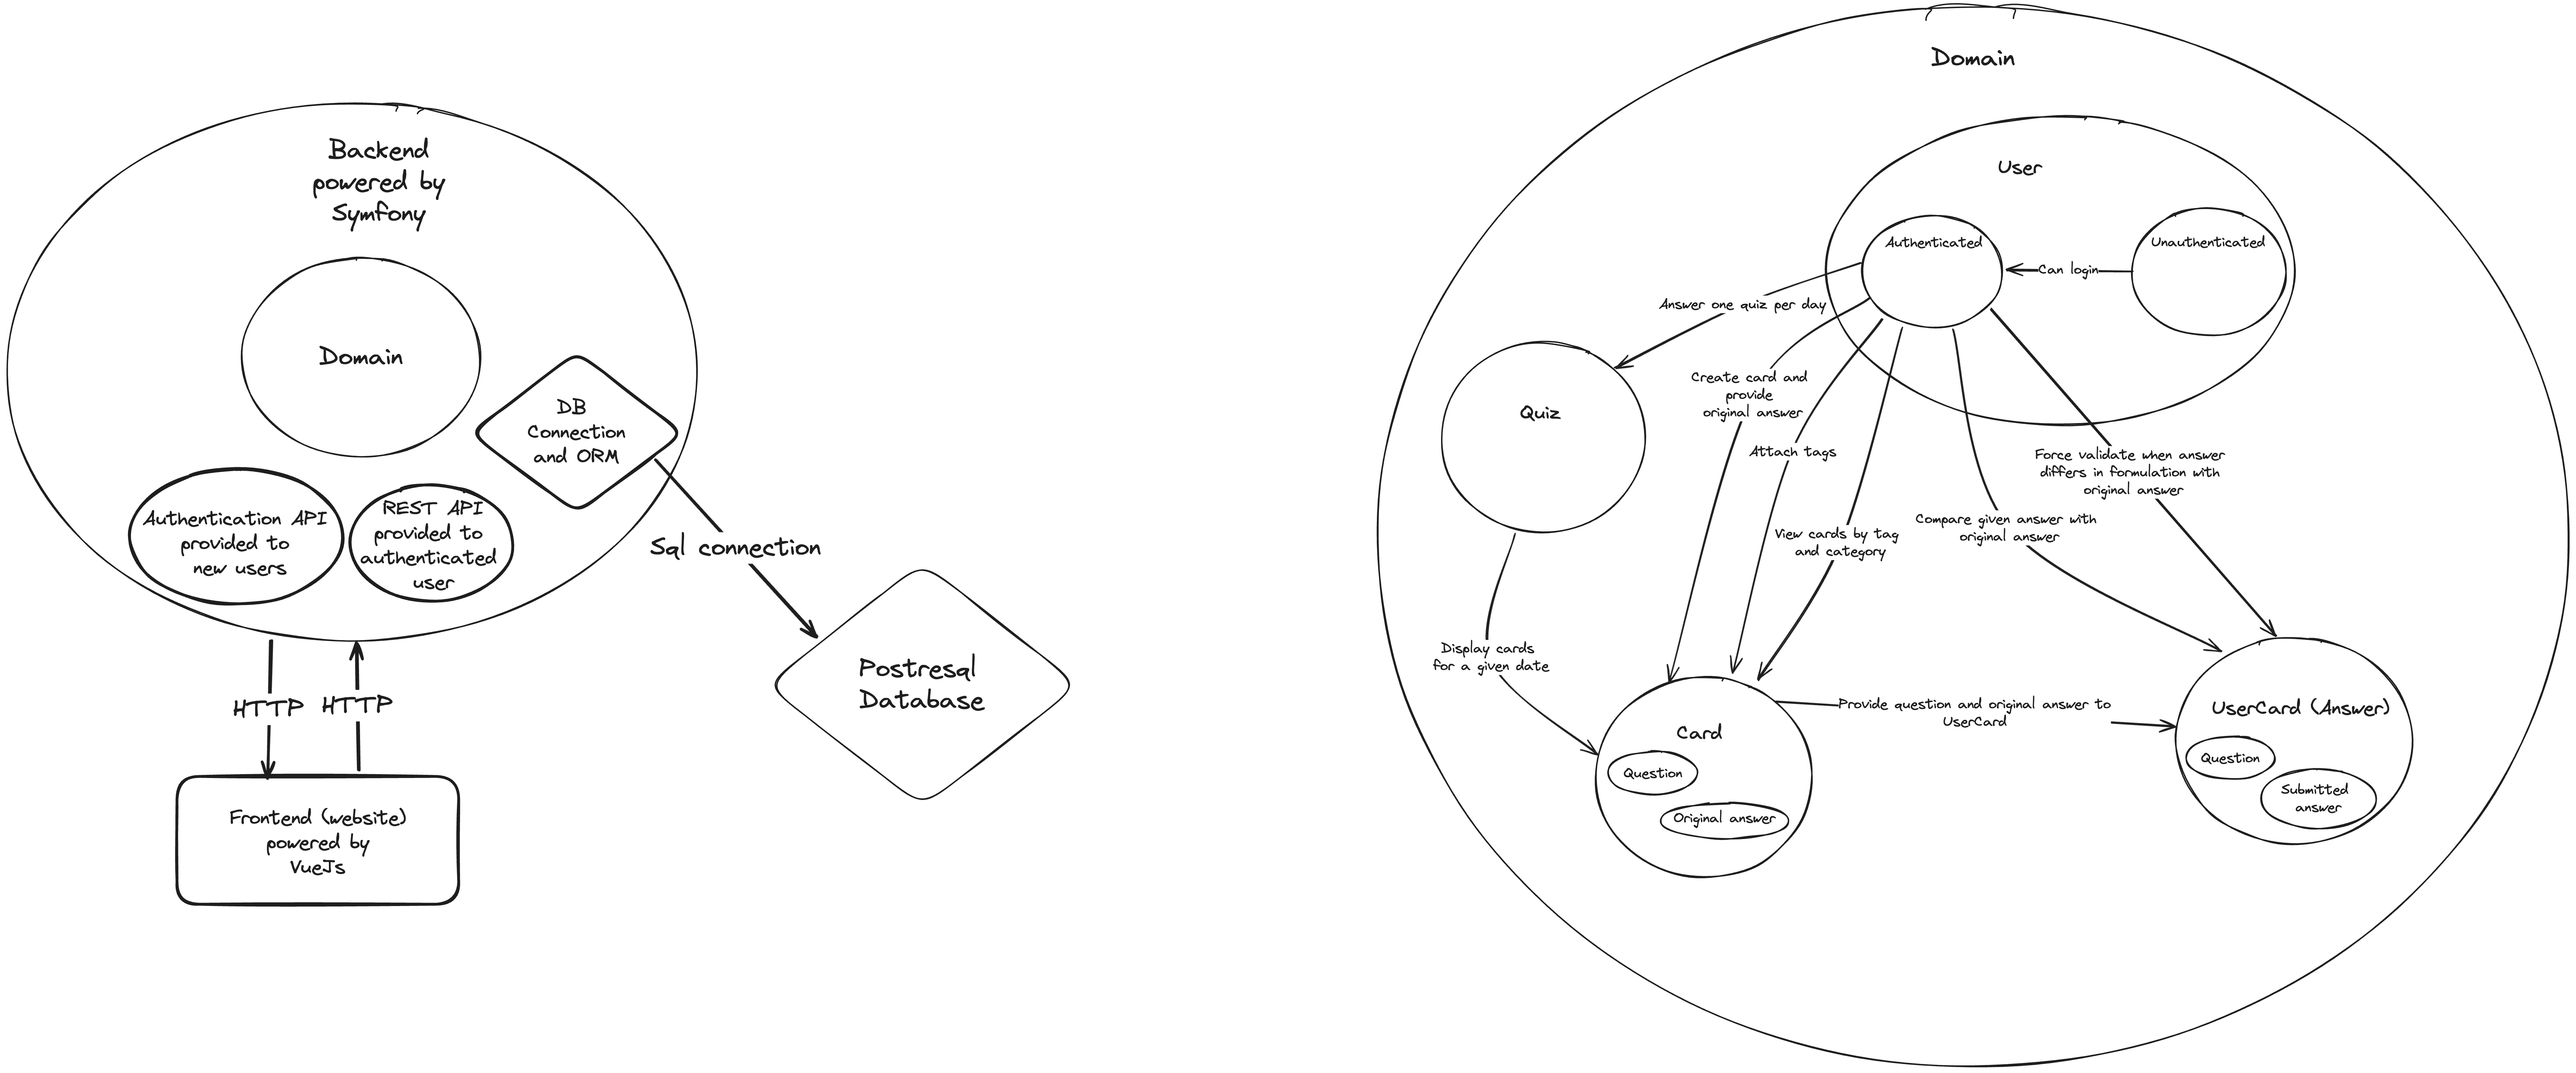 Backend
powered by
Symfony
Domain
DB
Connection
and ORM
Authentication API
provided to
new users
REST API
provided to
authenticated
user
Sql connection
Postresql
Database
HTTP
HTTP
Frontend (website)
powered by
VueJs
Domain
User
Authenticated
Unauthenticated
Can login
Answer one quiz per day
Quiz
Create card and
provide
original answer
Attach tags
View cards by tag
and category
Compare given answer with
original answer
Force validate when answer
differs in formulation with
original answer
Display cards
for a given date
Card
Question
Original answer
Provide question and original answer to
UserCard
UserCard (Answer)
Question
Submitted
answer